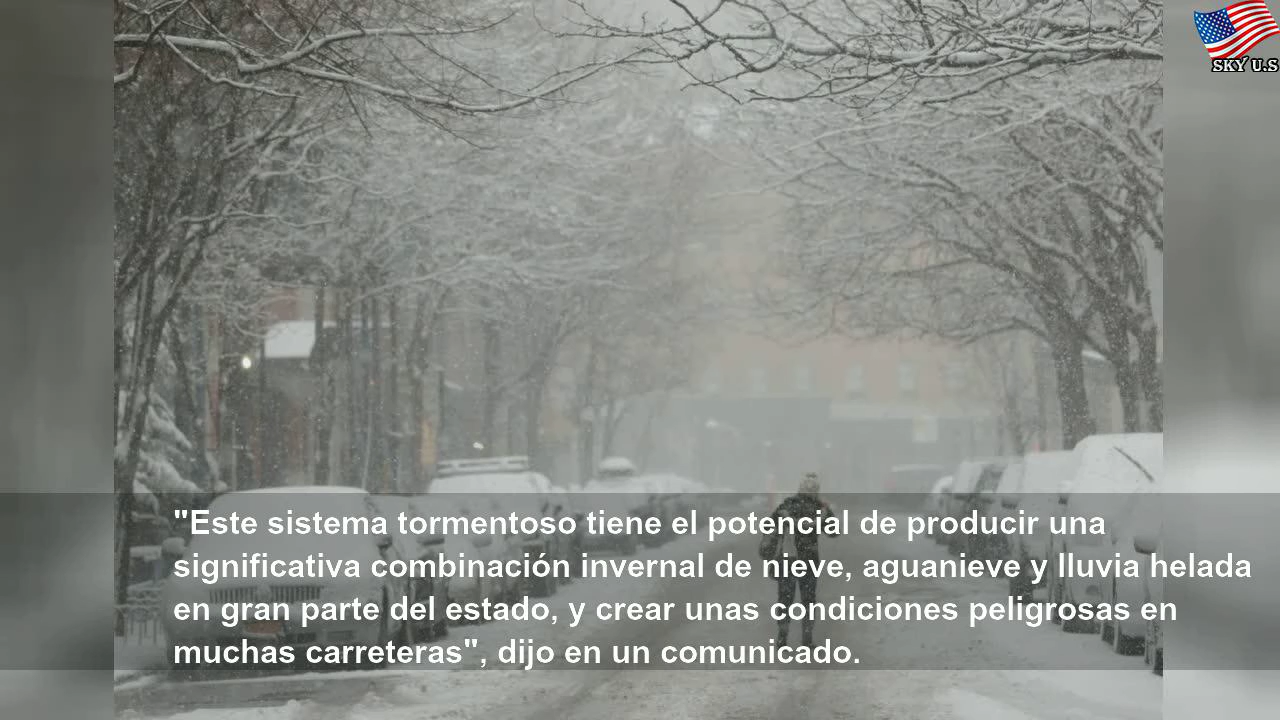 SKY U.S
"Este sistema tormentoso tiene el potencial de producir una
significativa combinación invernal de nieve, aguanieve y lluvia helada
en gran parte del estado, y crear unas condiciones peligrosas en
muchas carreteras", dijo en un comunicado.